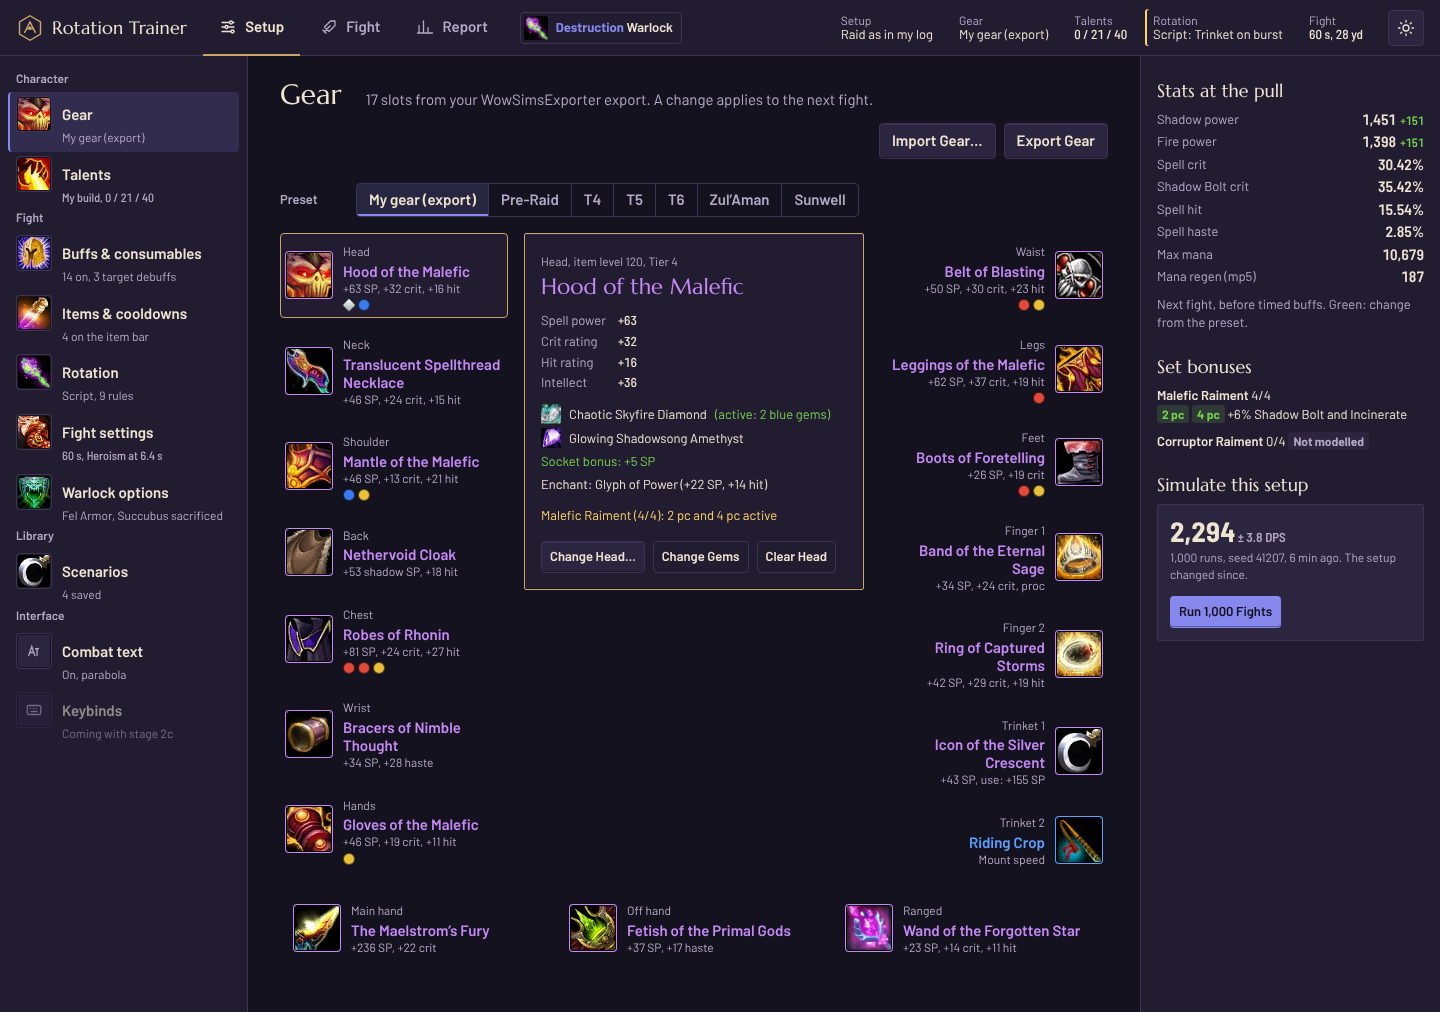 Rotation Trainer
Setup
Fight
Report
Destruction Warlock
Setup
Raid as in my log
Gear
My gear (export)
Talents
0 / 21 / 40
Rotation
Script: Trinket on burst
Fight
60 s, 28 yd
Character
Gear
My gear (export)
Talents
My build, 0 / 21 / 40
Fight
Buffs & consumables
14 on, 3 target debuffs
Items & cooldowns
4 on the item bar
Rotation
Script, 9 rules
Fight settings
60 s, Heroism at 6.4 s
Warlock options
Fel Armor, Succubus sacrificed
Library
Scenarios
4 saved
Interface
Combat text
On, parabola
Keybinds
Coming with stage 2c
Gear
17 slots from your WowSimsExporter export. A change applies to the next fight.
Import Gear...
Export Gear
Preset
My gear (export)
Pre-Raid
T4
T5
T6
Zul'Aman
Sunwell
Head
Hood of the Malefic
+63 SP, +32 crit, +16 hit
Neck
Translucent Spellthread
Necklace
+46 SP, +24 crit, +15 hit
Shoulder
Mantle of the Malefic
+46 SP, +13 crit, +21 hit
Back
Nethervoid Cloak
+53 shadow SP, +18 hit
Chest
Robes of Rhonin
+81 SP, +24 crit, +27 hit
Wrist
Bracers of Nimble
Thought
+34 SP, +28 haste
Hands
Gloves of the Malefic
+46 SP, +19 crit, +11 hit
Head, item level 120, Tier 4
Hood of the Malefic
Spell power +63
Crit rating +32
Hit rating +16
Intellect +36
Chaotic Skyfire Diamond (active: 2 blue gems)
Glowing Shadowsong Amethyst
Socket bonus: +5 SP
Enchant: Glyph of Power (+22 SP, +14 hit)
Malefic Raiment (4/4): 2 pc and 4 pc active
Change Head...
Change Gems
Clear Head
Waist
Belt of Blasting
+50 SP, +30 crit, +23 hit
Legs
Leggings of the Malefic
+62 SP, +37 crit, +19 hit
Feet
Boots of Foretelling
+26 SP, +19 crit
Finger 1
Band of the Eternal
Sage
+34 SP, +24 crit, proc
Finger 2
Ring of Captured
Storms
+42 SP, +29 crit, +19 hit
Trinket 1
Icon of the Silver
Crescent
+43 SP, use: +155 SP
Trinket 2
Riding Crop
Mount speed
Main hand
The Maelstrom's Fury
+236 SP, +22 crit
Off hand
Fetish of the Primal Gods
+37 SP, +17 haste
Ranged
Wand of the Forgotten Star
+23 SP, +14 crit, +11 hit
Stats at the pull
Shadow power 1,451 +151
Fire power 1,398 +151
Spell crit 30.42%
Shadow Bolt crit 35.42%
Spell hit 15.54%
Spell haste 2.85%
Max mana 10,679
Mana regen (mp5) 187
Next fight, before timed buffs. Green: change
from the preset.
Set bonuses
Malefic Raiment 4/4
2 pc 4 pc +6% Shadow Bolt and Incinerate
Corruptor Raiment 0/4 Not modelled
Simulate this setup
2,294 ± 3.8 DPS
1,000 runs, seed 41207, 6 min ago. The setup
changed since.
Run 1,000 Fights